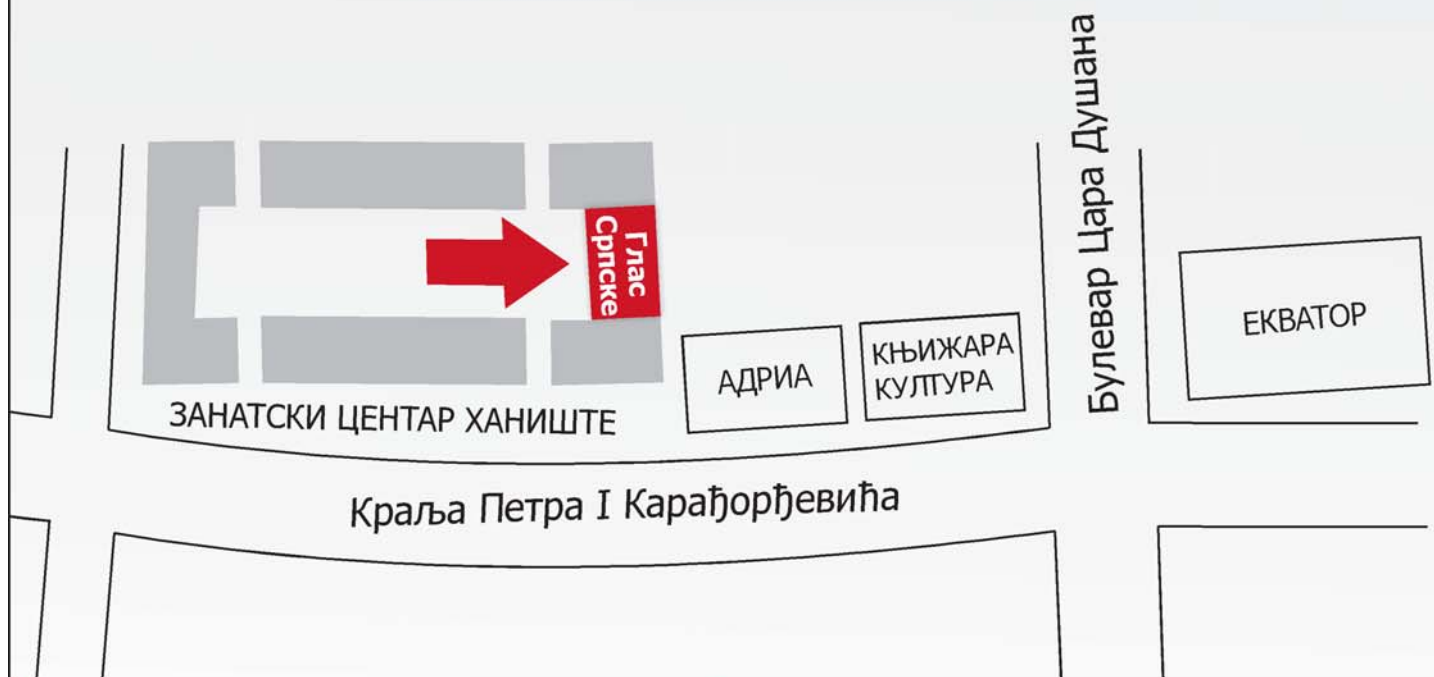 Булевар Цара Душана
Глас
Српске
ЕКВАТОР
КЊИЖАРА
КУЛТУРА
АДРИА
ЗАНАТСКИ ЦЕНТАР ХАНИШТЕ
Краља Петра I Карађорђевића